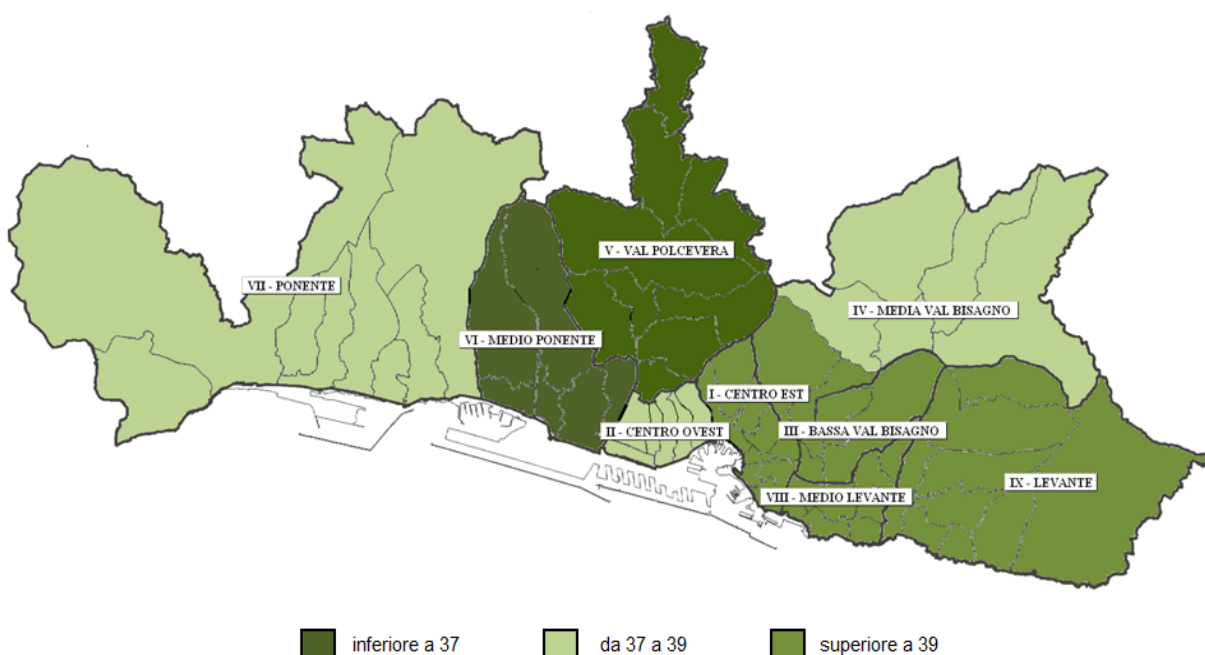 V - VAL POLCEVERA
VII - PONENTE
IV - MEDIA VAL BISAGNO
VI - MEDIO PONENTE
I - CENTRO EST
II - CENTRO OVEST
III - BASSA VAL BISAGNO
IX - LEVANTE
VIII - MEDIO LEVANTE
inferiore a 37
da 37 a 39
superiore a 39